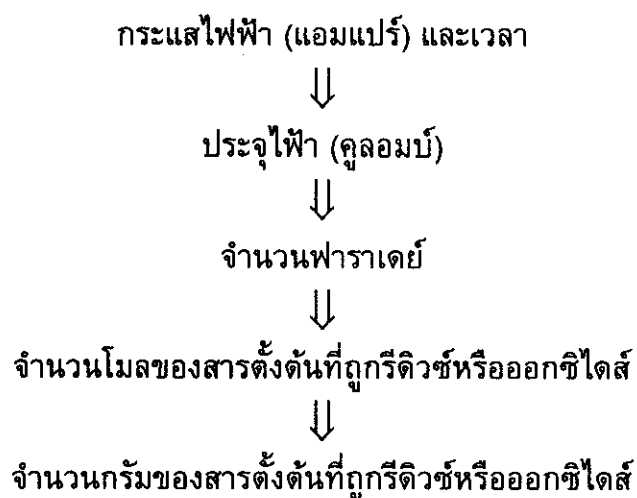 กระแสไฟฟ้า (แอมแปร์) และเวลา
⇓
ประจุไฟ้า (คูลอมบ์)
⇓
จำนวนฟาราเดย์
⇓
จำนวนโมลของสารตั้งต้นที่ถูกรีดิวซ์หรือออกซิไดส์
⇓
จำนวนกรัมของสารตั้งต้นที่ถูกรีดิวซ์หรือออกซิไดส์